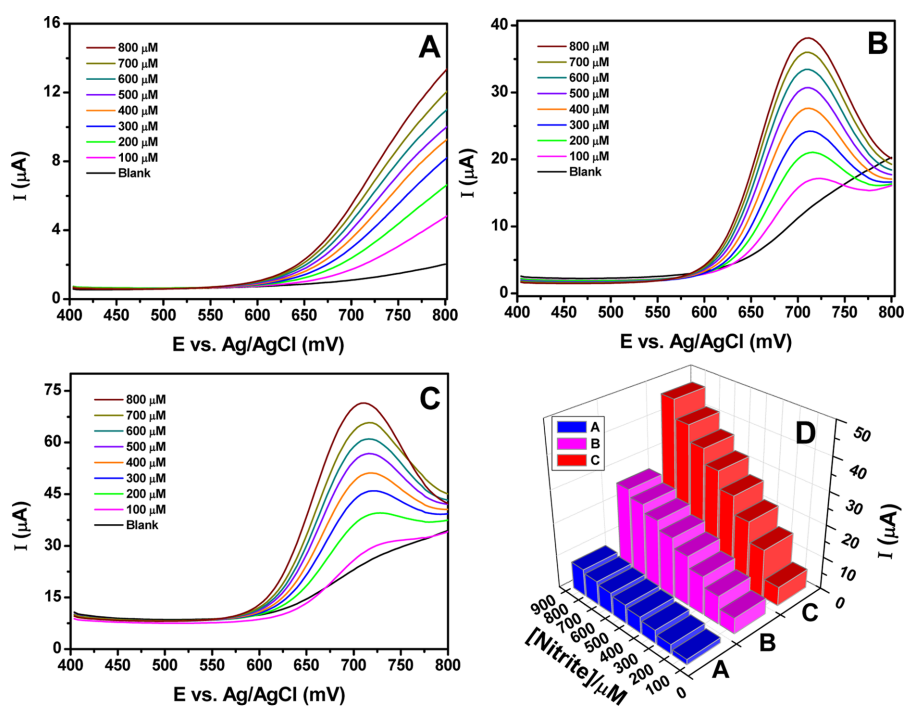 A
16
12
8
4
0
I (µA)
800 µM
700 µM
600 µM
500 µM
400 µM
300 µM
200 µM
100 µM
Blank
400 450 500 550 600 650 700 750 800
E vs. Ag/AgCl (mV)
B
40
30
20
10
0
I (µA)
800 µM
700 µM
600 µM
500 µM
400 µM
300 µM
200 µM
100 µM
Blank
400 450 500 550 600 650 700 750 800
E vs. Ag/AgCl (mV)
C
75
60
45
30
15
0
I (µA)
800 µM
700 µM
600 µM
500 µM
400 µM
300 µM
200 µM
100 µM
Blank
400 450 500 550 600 650 700 750 800
E vs. Ag/AgCl (mV)
D
A
B
C
50
40
30
20
10
0
I (µA)
900 800 700 600 500 400 300 200 100 0
[Nitrite]/µM
A B C